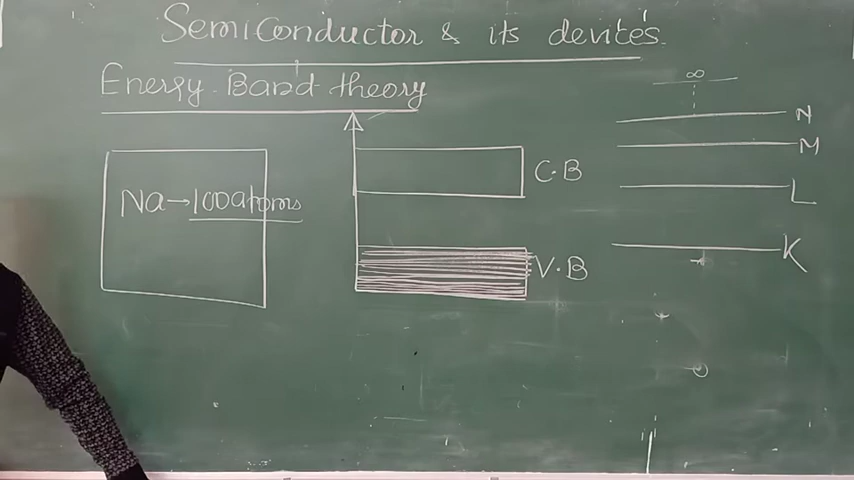 SemiConductor & its devices.
Energy Band theory
∞
N
M
C.B
L
Na→100atoms
K
V.B